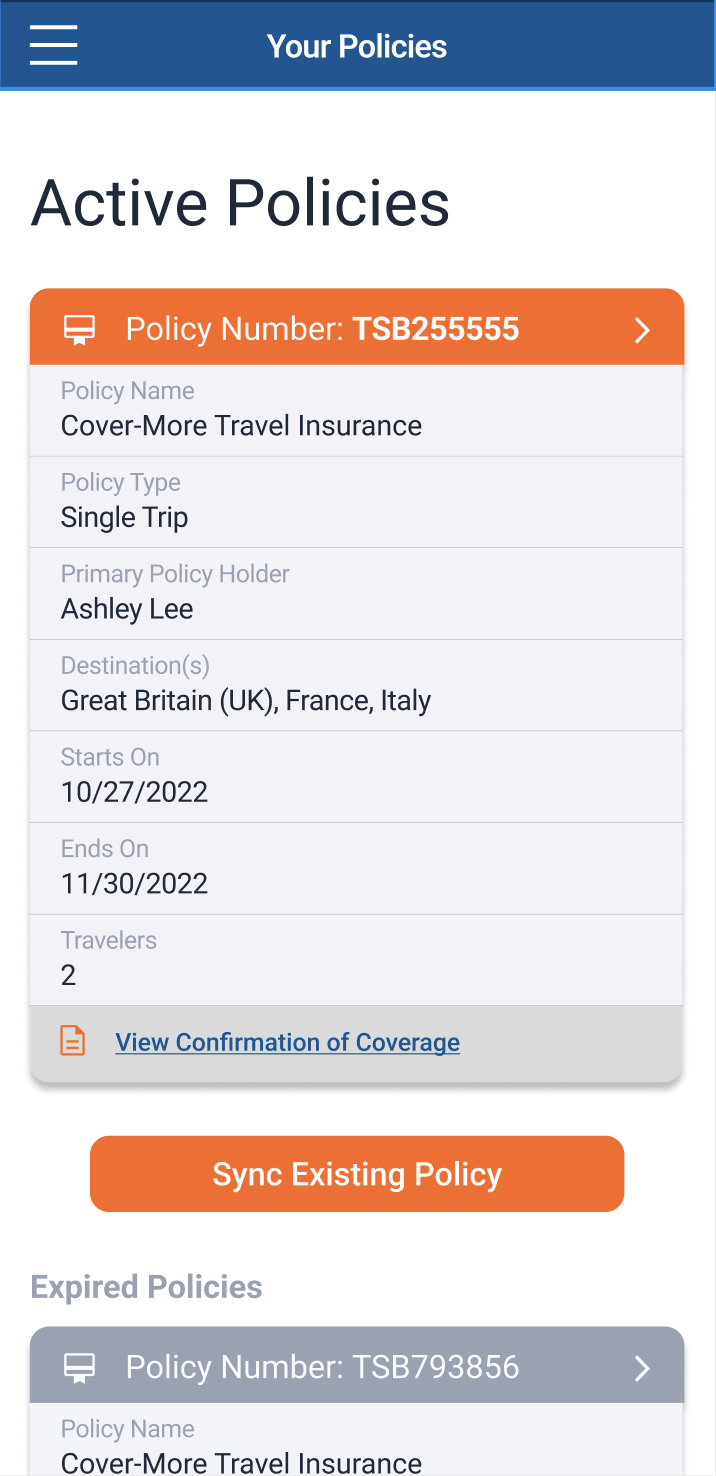 Your Policies
Active Policies
Policy Number: TSB255555
Policy Name
Cover-More Travel Insurance
Policy Type
Single Trip
Primary Policy Holder
Ashley Lee
Destination(s)
Great Britain (UK), France, Italy
Starts On
10/27/2022
Ends On
11/30/2022
Travelers
2
View Confirmation of Coverage
Sync Existing Policy
Expired Policies
Policy Number: TSB793856
Policy Name
Cover-More Travel Insurance